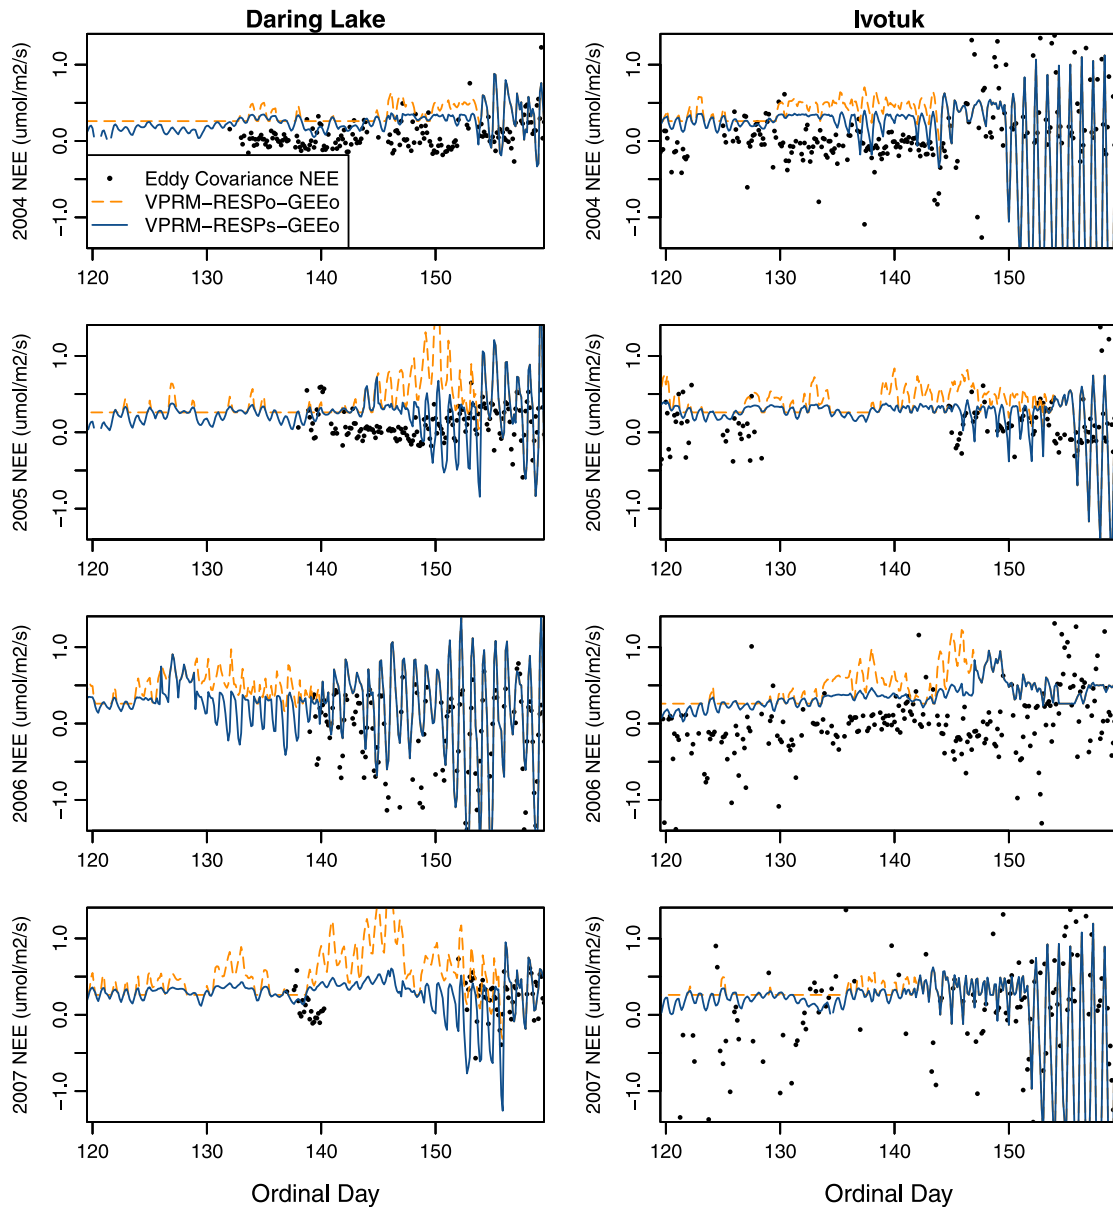 Daring Lake
Ivotuk
2004 NEE (umol/m2/s)
1.0
0.0
−1.0
Eddy Covariance NEE
VPRM−RESPo−GEEo
VPRM−RESPs−GEEo
120 130 140 150
2004 NEE (umol/m2/s)
1.0
0.0
−1.0
120 130 140 150
2005 NEE (umol/m2/s)
1.0
0.0
−1.0
120 130 140 150
2005 NEE (umol/m2/s)
1.0
0.0
−1.0
120 130 140 150
2006 NEE (umol/m2/s)
1.0
0.0
−1.0
120 130 140 150
2006 NEE (umol/m2/s)
1.0
0.0
−1.0
120 130 140 150
2007 NEE (umol/m2/s)
1.0
0.0
−1.0
120 130 140 150
Ordinal Day
2007 NEE (umol/m2/s)
1.0
0.0
−1.0
120 130 140 150
Ordinal Day